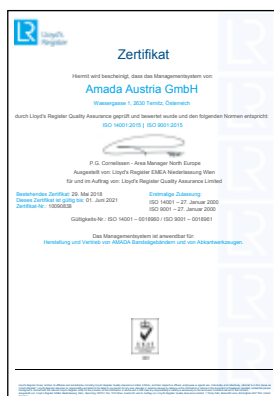 Lloyd's
Register
Zertifikat
Hiermit wird bescheinigt, dass das Managementsystem von:
Amada Austria GmbH
Wassergasse 1, 2630 Ternitz, Österreich
durch Lloyd's Register Quality Assurance geprüft und bewertet wurde und den folgenden Normen entspricht:
ISO 14001:2015 | ISO 9001:2015
P.G. Cornelissen - Area Manager North Europe
Ausgestellt von: Lloyd's Register EMEA Niederlassung Wien
für und im Auftrag von: Lloyd's Register Quality Assurance Limited
Bestehendes Zertifikat: 29. Mai 2018
Dieses Zertifikat ist gültig bis: 01. Juni 2021
Zertifikat-Nr.: 10090838
Erstmalige Zulassung:
ISO 14001 – 27. Januar 2000
ISO 9001 – 27. Januar 2000
Gültigkeits-Nr.: ISO 14001 – 0018960 / ISO 9001 – 0018961
Das Managementsystem ist anwendbar für:
Herstellung und Vertrieb von AMADA Bandsägebändern und von Abkantwerkzeugen.
UKAS
001